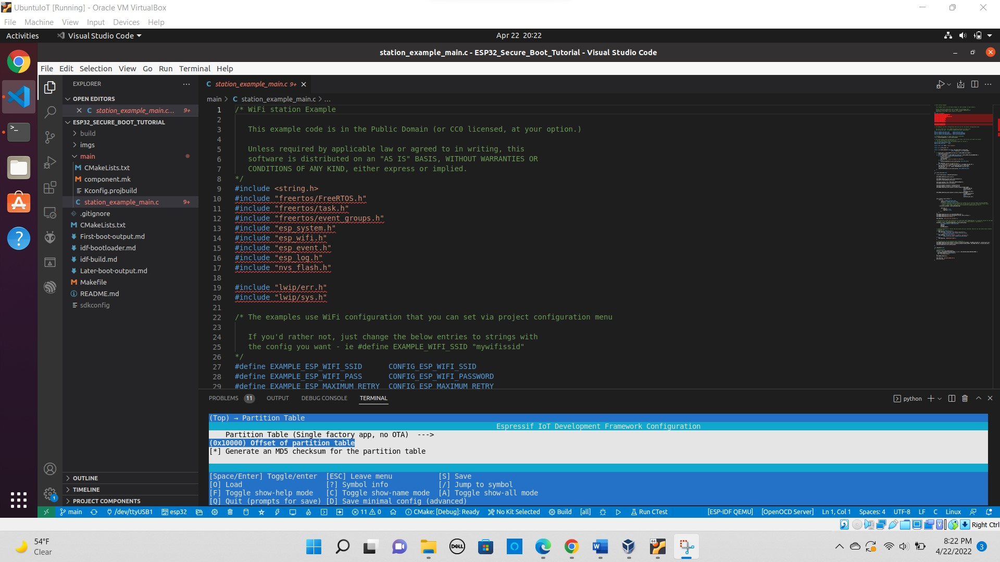 UbuntuIoT [Running] - Oracle VM VirtualBox
File Machine View Input Devices Help
Activities Visual Studio Code Apr 22 20:22
station_example_main.c - ESP32_Secure_Boot_Tutorial - Visual Studio Code
File Edit Selection View Go Run Terminal Help
EXPLORER
OPEN EDITORS
station_example_main.c... 9+
ESP32_SECURE_BOOT_TUTORIAL
build
imgs
main
CMakeLists.txt
component.mk
Kconfig.projbuild
station_example_main.c 9+
.gitignore
CMakeLists.txt
First-boot-output.md
idf-bootloader.md
idf-build.md
Later-boot-output.md
Makefile
README.md
sdkconfig
OUTLINE
TIMELINE
PROJECT COMPONENTS
station_example_main.c 9+
main > C station_example_main.c > ...
1 /* WiFi station Example
2
3 This example code is in the Public Domain (or CC0 licensed, at your option.)
4
5 Unless required by applicable law or agreed to in writing, this
6 software is distributed on an "AS IS" BASIS, WITHOUT WARRANTIES OR
7 CONDITIONS OF ANY KIND, either express or implied.
8 */
9 #include <string.h>
10 #include "freertos/FreeRTOS.h"
11 #include "freertos/task.h"
12 #include "freertos/event_groups.h"
13 #include "esp_system.h"
14 #include "esp_wifi.h"
15 #include "esp_event.h"
16 #include "esp_log.h"
17 #include "nvs_flash.h"
18
19 #include "lwip/err.h"
20 #include "lwip/sys.h"
21
22 /* The examples use WiFi configuration that you can set via project configuration menu
23
24 If you'd rather not, just change the below entries to strings with
25 the config you want - ie #define EXAMPLE_WIFI_SSID "mywifissid"
26 */
27 #define EXAMPLE_ESP_WIFI_SSID CONFIG_ESP_WIFI_SSID
28 #define EXAMPLE_ESP_WIFI_PASS CONFIG_ESP_WIFI_PASSWORD
29 #define EXAMPLE_ESP_MAXIMUM_RETRY CONFIG_ESP_MAXIMUM_RETRY
PROBLEMS 11 OUTPUT DEBUG CONSOLE TERMINAL python
(Top) → Partition Table
Espressif IoT Development Framework Configuration
Partition Table (Single factory app, no OTA) --->
(0x10000) Offset of partition table
[*] Generate an MD5 checksum for the partition table
[Space/Enter] Toggle/enter [ESC] Leave menu [S] Save
[O] Load [?] Symbol info [/] Jump to symbol
[F] Toggle show-help mode [C] Toggle show-name mode [A] Toggle show-all mode
[Q] Quit (prompts for save) [D] Save minimal config (advanced)
main /dev/ttyUSB1 esp32 11 0 CMake: [Debug]: Ready No Kit Selected Build [all] Run CTest [ESP-IDF QEMU] [OpenOCD Server] Ln 1, Col 1 Spaces: 4 UTF-8 LF C Linux
Right Ctrl
54°F
Clear
DELL
8:22 PM
4/22/2022
3